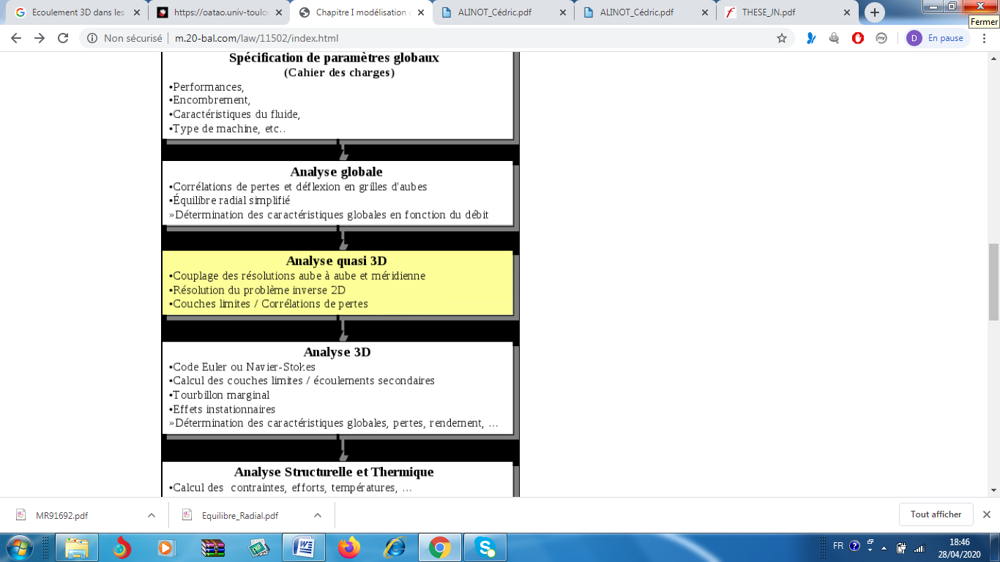 Ecoulement 3D dans les
https://oatao.univ-toulou
Chapitre I modélisation
ALINOT_Cédric.pdf
ALINOT_Cédric.pdf
THESE_JN.pdf
Fermer
Non sécurisé | m.20-bal.com/law/11502/index.html
D En pause
Spécification de paramètres globaux
(Cahier des charges)
•Performances,
•Encombrement,
•Caractéristiques du fluide,
•Type de machine, etc..
Analyse globale
•Corrélations de pertes et déflexion en grilles d'aubes
•Équilibre radial simplifié
»Détermination des caractéristiques globales en fonction du débit
Analyse quasi 3D
•Couplage des résolutions aube à aube et méridienne
•Résolution du problème inverse 2D
•Couches limites / Corrélations de pertes
Analyse 3D
•Code Euler ou Navier-Stokes
•Calcul des couches limites / écoulements secondaires
•Tourbillon marginal
•Effets instationnaires
»Détermination des caractéristiques globales, pertes, rendement, ...
Analyse Structurelle et Thermique
•Calcul des contraintes, efforts, températures, ...
MR91692.pdf
Equilibre_Radial.pdf
Tout afficher
FR
18:46
28/04/2020